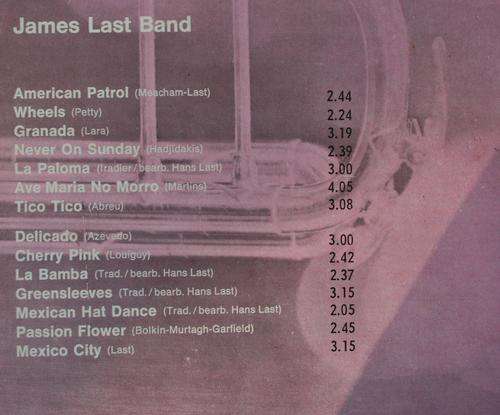 James Last Band
American Patrol (Meacham-Last) 2.44
Wheels (Petty) 2.24
Granada (Lara) 3.19
Never On Sunday (Hadjidakis) 2.39
La Paloma (Iradier/bearb. Hans Last) 3.00
Ave Maria No Morro (Martins) 4.05
Tico Tico (Abreu) 3.08
Delicado (Azevedo) 3.00
Cherry Pink (Louiguy) 2.42
La Bamba (Trad./bearb. Hans Last) 2.37
Greensleeves (Trad./bearb. Hans Last) 3.15
Mexican Hat Dance (Trad./bearb. Hans Last) 2.05
Passion Flower (Bolkin-Murtagh-Garfield) 2.45
Mexico City (Last) 3.15